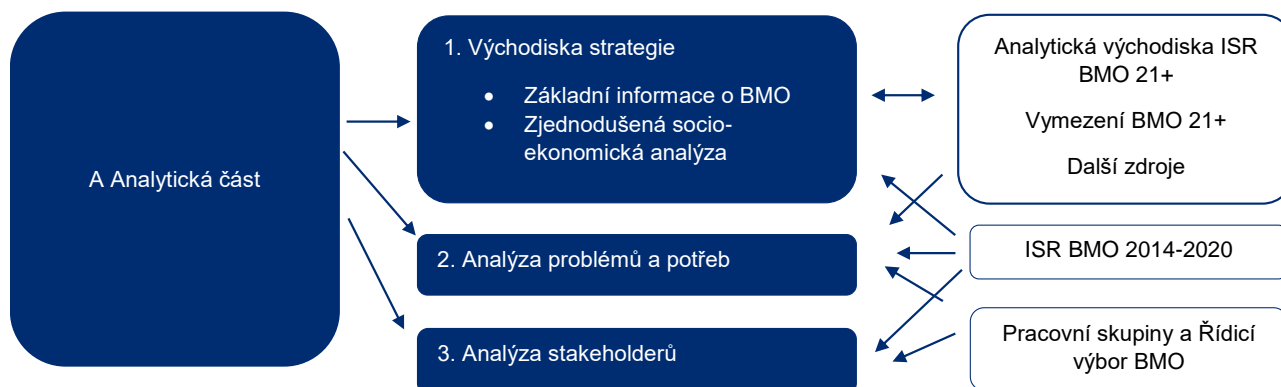 A Analytická část
1. Východiska strategie
• Základní informace o BMO
• Zjednodušená socio-
ekonomická analýza
2. Analýza problémů a potřeb
3. Analýza stakeholderů
Analytická východiska ISR
BMO 21+
Vymezení BMO 21+
Další zdroje
ISR BMO 2014-2020
Pracovní skupiny a Řídicí
výbor BMO